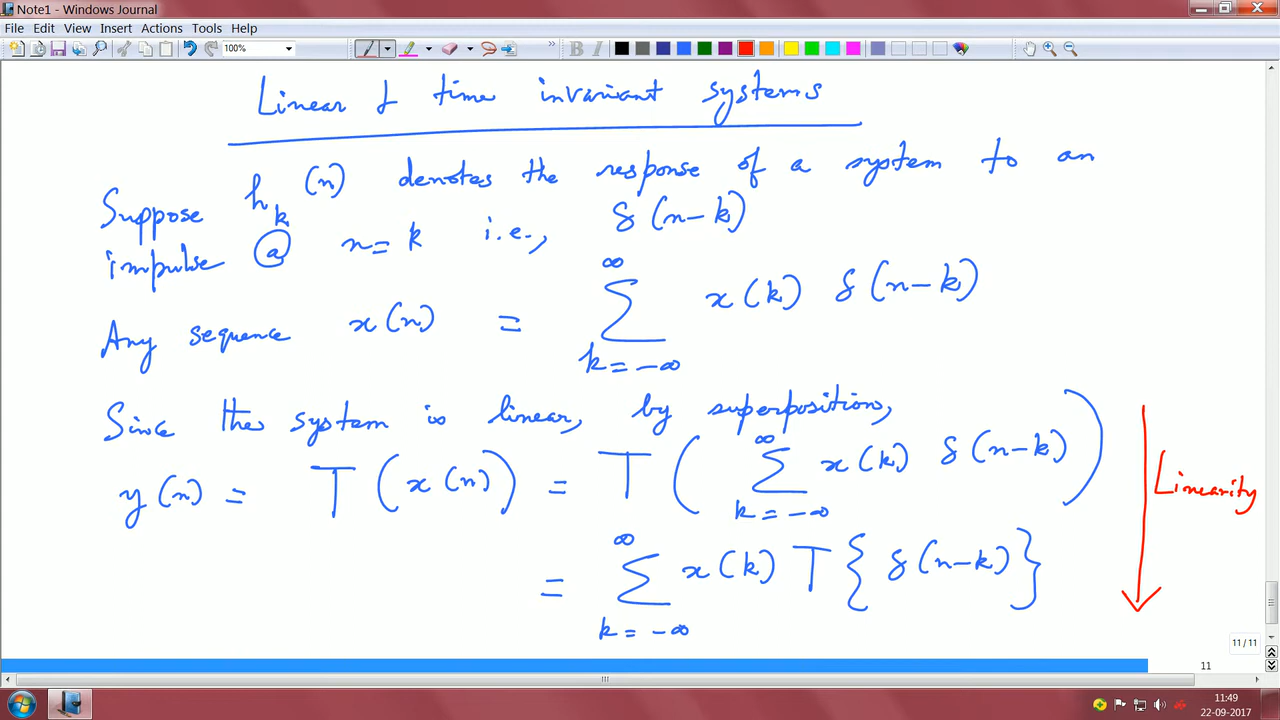 Note1 - Windows Journal
File Edit View Insert Actions Tools Help
100%
Linear & time invariant systems
Suppose h_k(n) denotes the response of a system to an
impulse @ n=k i.e., δ(n-k)
Any sequence x(n) = ∑_{k=-∞}^{∞} x(k) δ(n-k)
Since the system is linear, by superposition,
y(n) = T(x(n)) = T(∑_{k=-∞}^{∞} x(k) δ(n-k))
Linearity
= ∑_{k=-∞}^{∞} x(k) T{δ(n-k)}
11/11
11
11:49
22-09-2017